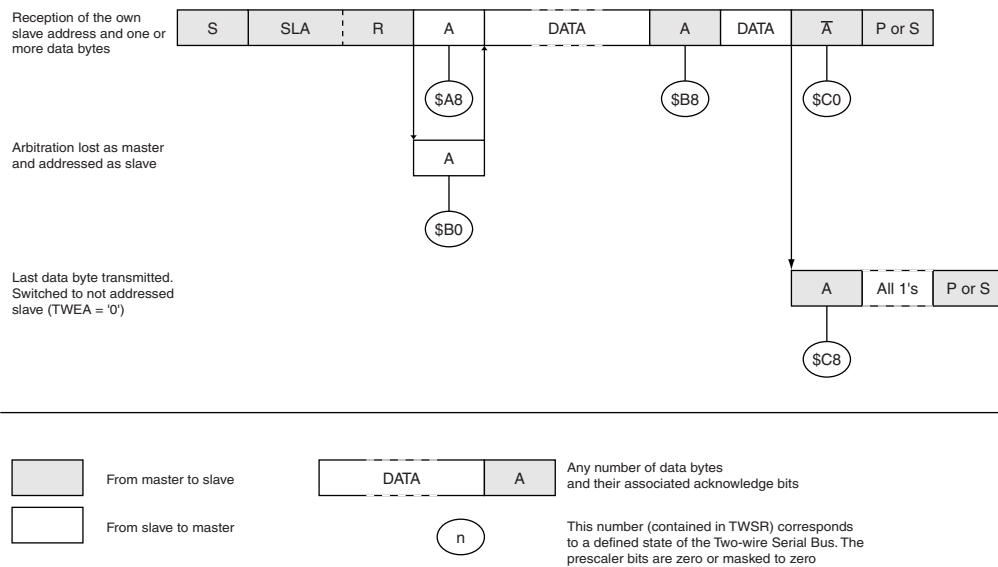 Reception of the own
slave address and one or
more data bytes
S SLA R A DATA A DATA A̅ P or S
$A8 $B8 $C0
Arbitration lost as master
and addressed as slave
A
$B0
Last data byte transmitted.
Switched to not addressed
slave (TWEA = '0')
A All 1's P or S
$C8
From master to slave
DATA A
Any number of data bytes
and their associated acknowledge bits
From slave to master
n
This number (contained in TWSR) corresponds
to a defined state of the Two-wire Serial Bus. The
prescaler bits are zero or masked to zero